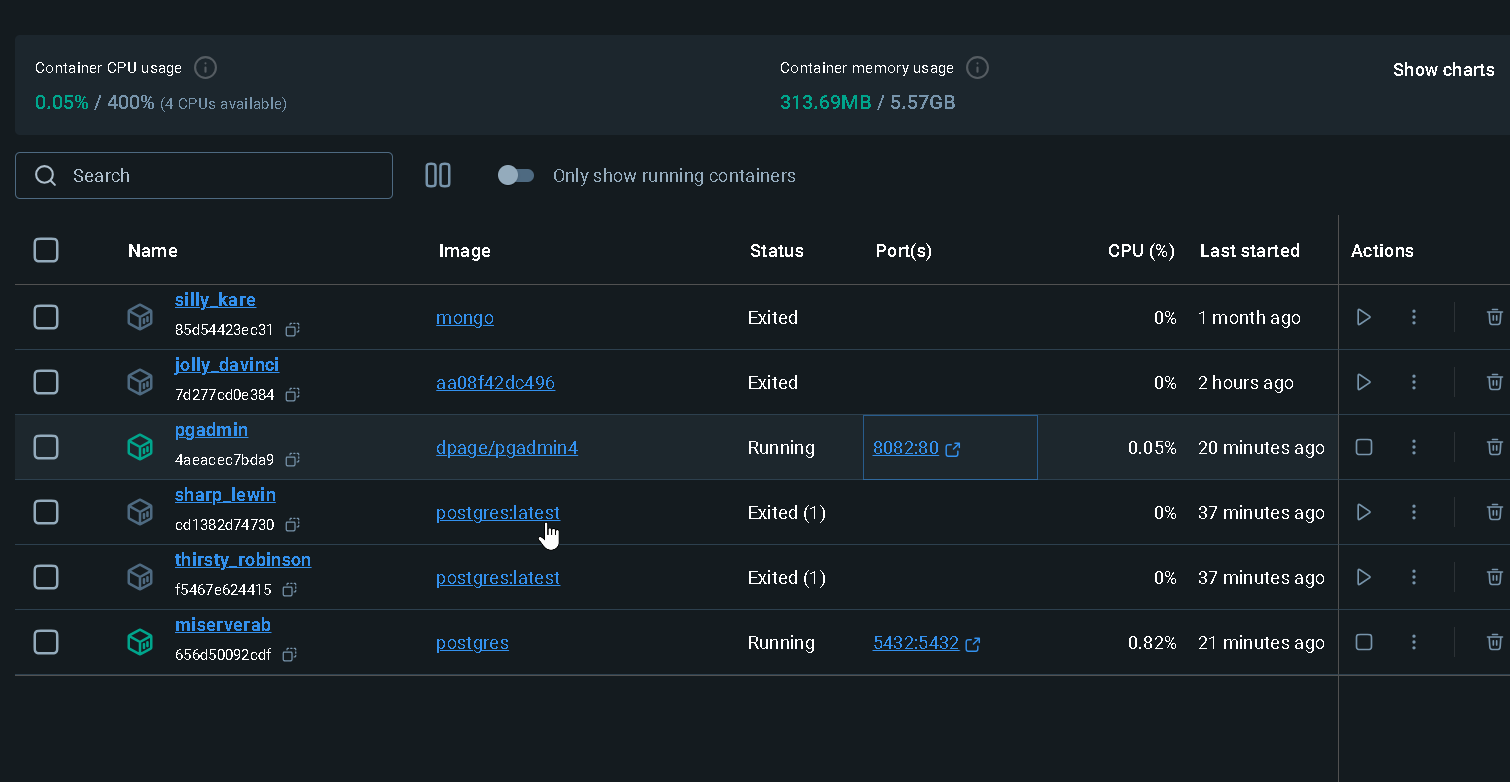 Container CPU usage
0.05% / 400% (4 CPUs available)
Container memory usage
313.69MB / 5.57GB
Show charts
Search
Only show running containers
Name Image Status Port(s) CPU (%) Last started Actions
silly_kare
85d54423ec31
mongo Exited 0% 1 month ago
jolly_davinci
7d277cd0e384
aa08f42dc496 Exited 0% 2 hours ago
pgadmin
4aeacec7bda9
dpage/pgadmin4 Running 8082:80 0.05% 20 minutes ago
sharp_lewin
cd1382d74730
postgres:latest Exited (1) 0% 37 minutes ago
thirsty_robinson
f5467e624415
postgres:latest Exited (1) 0% 37 minutes ago
miserverab
656d50092cdf
postgres Running 5432:5432 0.82% 21 minutes ago